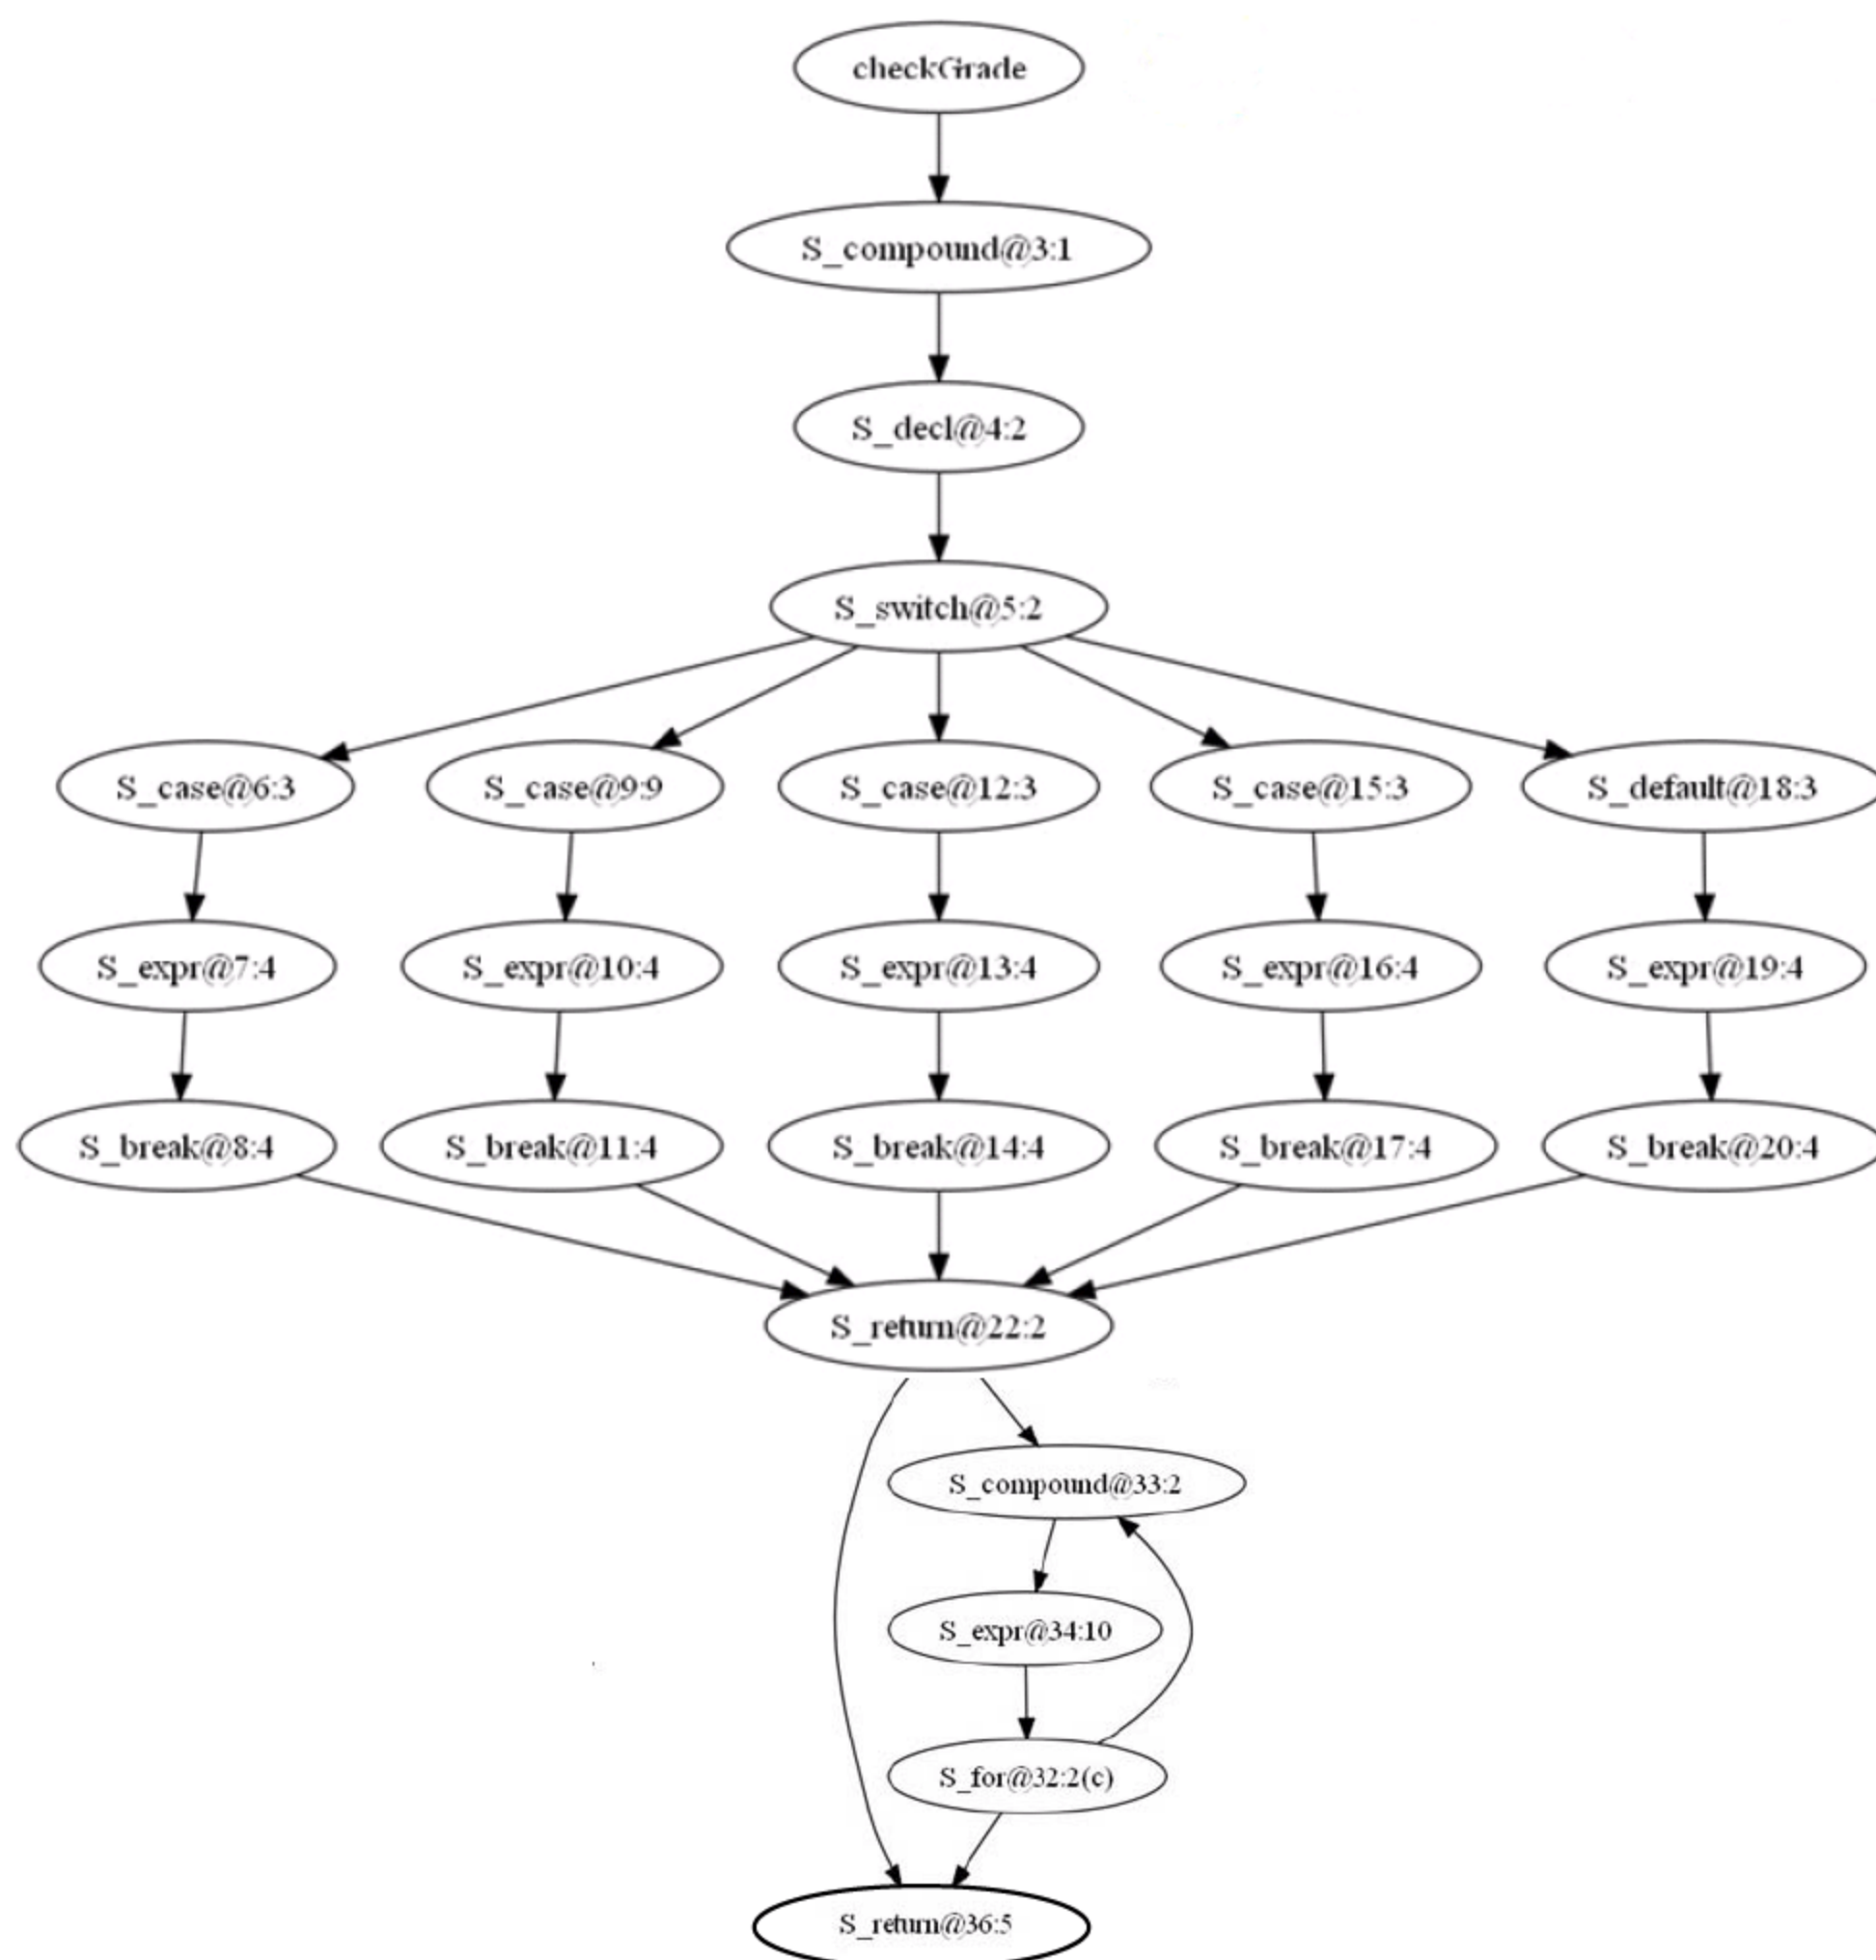 checkGrade
S_compound@3:1
S_decl@4:2
S_switch@5:2
S_case@6:3
S_case@9:9
S_case@12:3
S_case@15:3
S_default@18:3
S_expr@7:4
S_expr@10:4
S_expr@13:4
S_expr@16:4
S_expr@19:4
S_break@8:4
S_break@11:4
S_break@14:4
S_break@17:4
S_break@20:4
S_return@22:2
S_compound@33:2
S_expr@34:10
S_for@32:2(c)
S_return@36:5